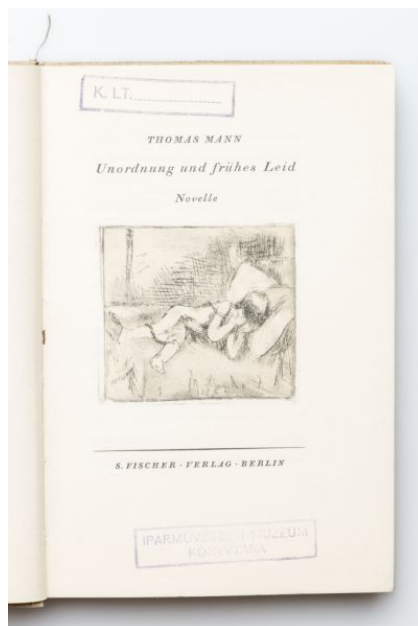 K. LT.
THOMAS MANN
Unordnung und frühes Leid
Novelle
S. FISCHER · VERLAG · BERLIN
IPARMŰVÉSZETI MÚZEUM
KÖNYVTÁRA